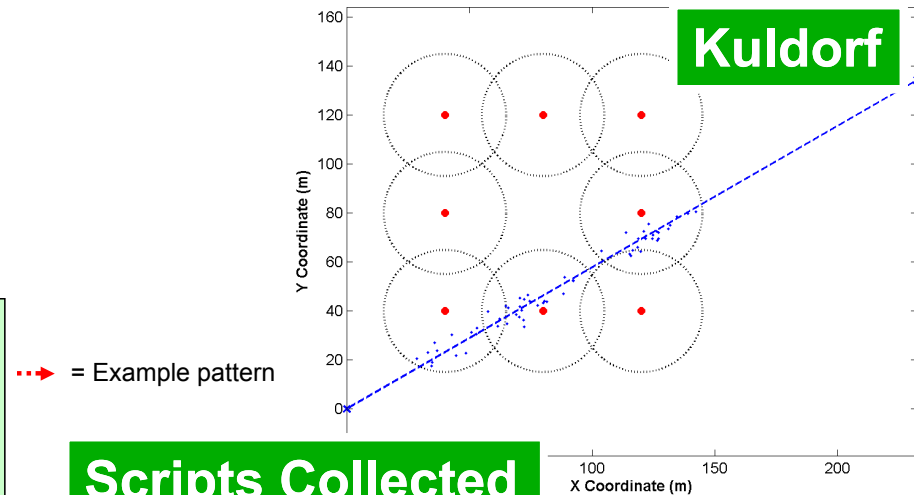 160
Kuldorf
140
120
100
80
60
40
20
0
Y Coordinate (m)
= Example pattern
Scripts Collected
100
150
200
X Coordinate (m)